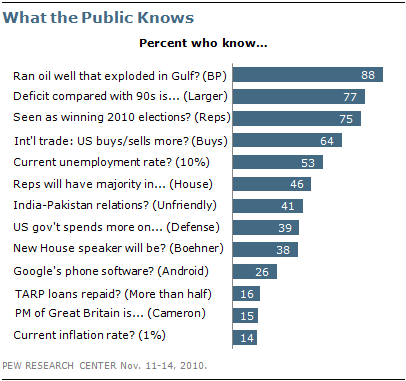 What the Public Knows
Percent who know...
Ran oil well that exploded in Gulf? (BP) 88
Deficit compared with 90s is... (Larger) 77
Seen as winning 2010 elections? (Reps) 75
Int'l trade: US buys/sells more? (Buys) 64
Current unemployment rate? (10%) 53
Reps will have majority in... (House) 46
India-Pakistan relations? (Unfriendly) 41
US gov't spends more on... (Defense) 39
New House speaker will be? (Boehner) 38
Google's phone software? (Android) 26
TARP loans repaid? (More than half) 16
PM of Great Britain is... (Cameron) 15
Current inflation rate? (1%) 14
PEW RESEARCH CENTER Nov. 11-14, 2010.